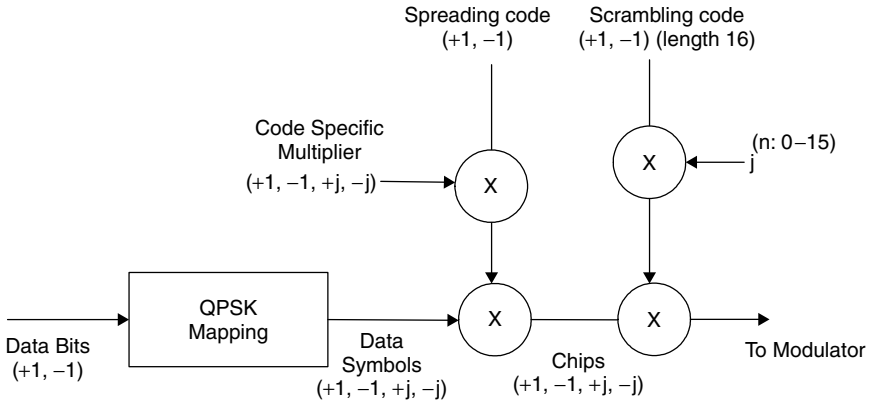 Spreading code
(+1, −1)
Scrambling code
(+1, −1) (length 16)
Code Specific
Multiplier
(+1, −1, +j, −j)
X
X
j(n: 0−15)
QPSK
Mapping
X
X
Data Bits
(+1, −1)
Data
Symbols
(+1, −1, +j, −j)
Chips
(+1, −1, +j, −j)
To Modulator